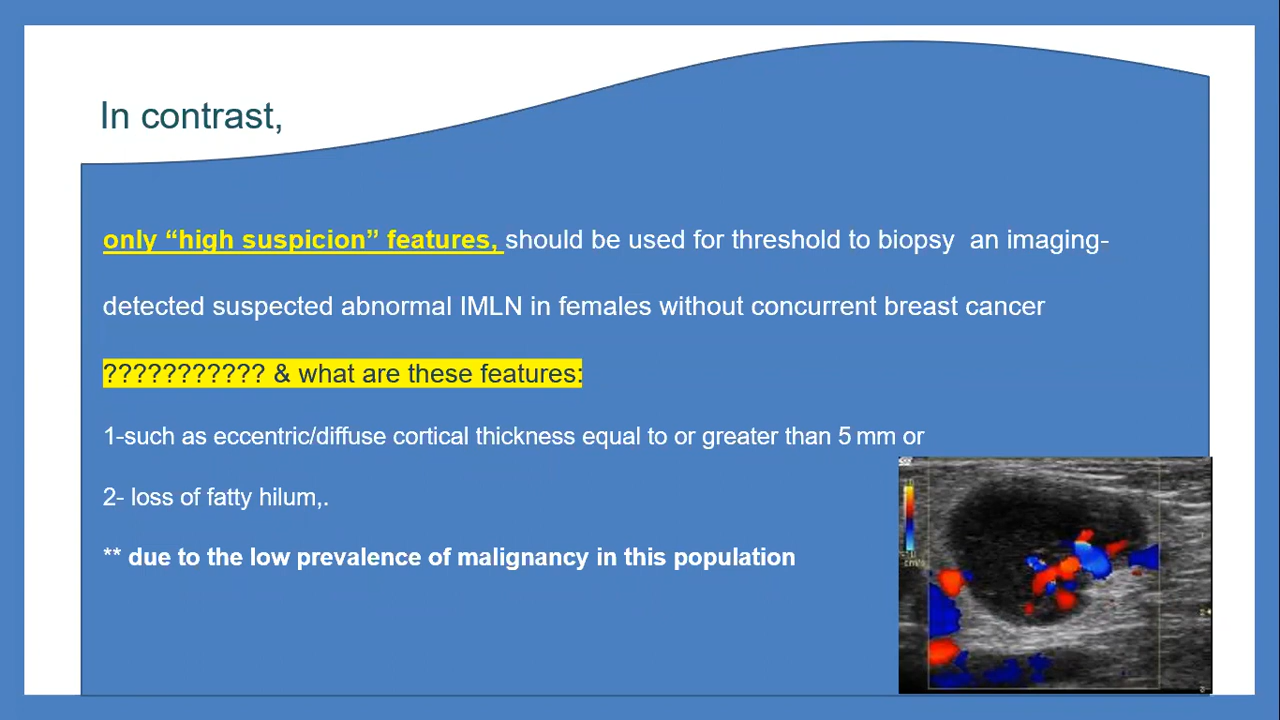 In contrast,
only “high suspicion” features, should be used for threshold to biopsy  an imaging-
detected suspected abnormal IMLN in females without concurrent breast cancer
??????????? & what are these features:
1-such as eccentric/diffuse cortical thickness equal to or greater than 5 mm or
2- loss of fatty hilum,.
** due to the low prevalence of malignancy in this population